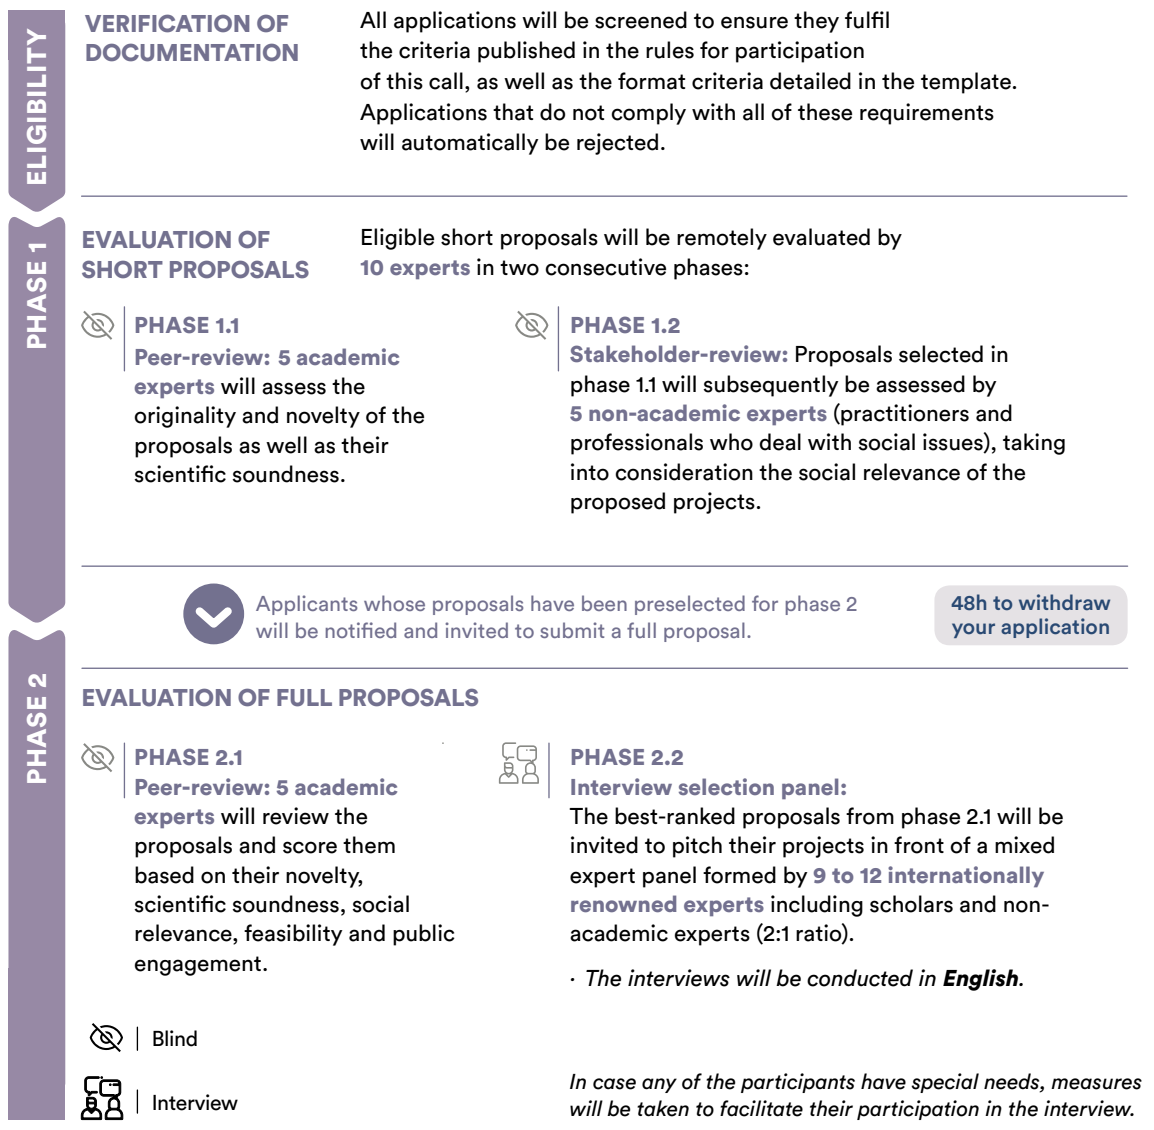 ELIGIBILITY
VERIFICATION OF
DOCUMENTATION
All applications will be screened to ensure they fulfil
the criteria published in the rules for participation
of this call, as well as the format criteria detailed in the template.
Applications that do not comply with all of these requirements
will automatically be rejected.
PHASE 1
EVALUATION OF
SHORT PROPOSALS
Eligible short proposals will be remotely evaluated by
10 experts in two consecutive phases:
PHASE 1.1
Peer-review: 5 academic
experts will assess the
originality and novelty of the
proposals as well as their
scientific soundness.
PHASE 1.2
Stakeholder-review: Proposals selected in
phase 1.1 will subsequently be assessed by
5 non-academic experts (practitioners and
professionals who deal with social issues), taking
into consideration the social relevance of the
proposed projects.
Applicants whose proposals have been preselected for phase 2
will be notified and invited to submit a full proposal.
48h to withdraw
your application
PHASE 2
EVALUATION OF FULL PROPOSALS
PHASE 2.1
Peer-review: 5 academic
experts will review the
proposals and score them
based on their novelty,
scientific soundness, social
relevance, feasibility and public
engagement.
PHASE 2.2
Interview selection panel:
The best-ranked proposals from phase 2.1 will be
invited to pitch their projects in front of a mixed
expert panel formed by 9 to 12 internationally
renowned experts including scholars and non-
academic experts (2:1 ratio).
· The interviews will be conducted in English.
Blind
Interview
In case any of the participants have special needs, measures
will be taken to facilitate their participation in the interview.